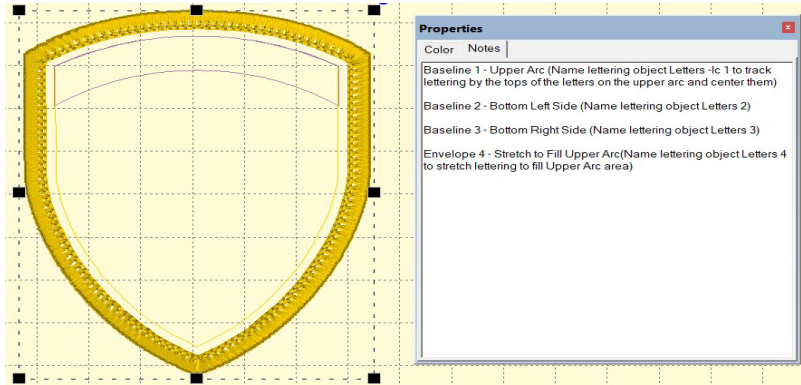 Properties
Color Notes
Baseline 1 - Upper Arc (Name lettering object Letters -lc 1 to track
lettering by the tops of the letters on the upper arc and center them)
Baseline 2 - Bottom Left Side (Name lettering object Letters 2)
Baseline 3 - Bottom Right Side (Name lettering object Letters 3)
Envelope 4 - Stretch to Fill Upper Arc(Name lettering object Letters 4
to stretch lettering to fill Upper Arc area)